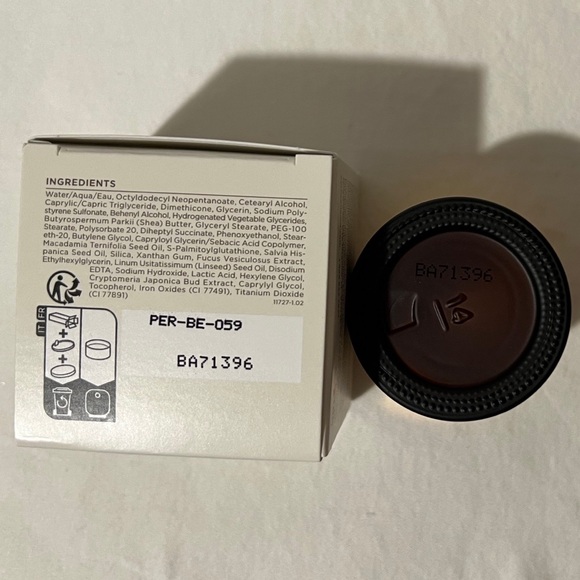 INGREDIENTS
Water/Aqua/Eau, Octyldodecyl Neopentanoate, Cetearyl Alcohol,
Caprylic/Capric Triglyceride, Dimethicone, Glycerin, Sodium Poly-
styrene Sulfonate, Behenyl Alcohol, Hydrogenated Vegetable Glycerides,
Butyrospermum Parkii (Shea) Butter, Glyceryl Stearate, PEG-100
Stearate, Polysorbate 20, Diheptyl Succinate, Phenoxyethanol, Stear-
eth-20, Butylene Glycol, Capryloyl Glycerin/Sebacic Acid Copolymer,
Macadamia Ternifolia Seed Oil, S-Palmitoylglutathione, Salvia His-
panica Seed Oil, Silica, Xanthan Gum, Fucus Vesiculosus Extract,
Ethylhexylglycerin, Linum Usitatissimum (Linseed) Seed Oil, Disodium
EDTA, Sodium Hydroxide, Lactic Acid, Hexylene Glycol,
Cryptomeria Japonica Bud Extract, Caprylyl Glycol,
Tocopherol, Iron Oxides (CI 77491), Titanium Dioxide
(CI 77891)
11727-1.02
IT FR
PER-BE-059
BA71396
BA71396